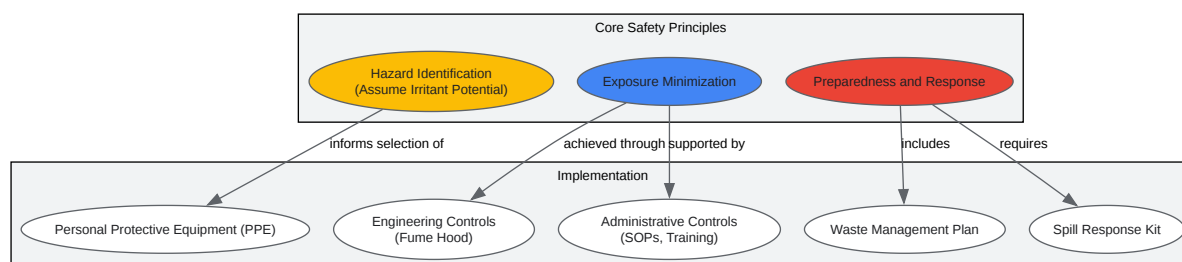 Core Safety Principles
Hazard Identification
(Assume Irritant Potential)
Exposure Minimization
Preparedness and Response
informs selection of
achieved through
supported by
includes
requires
Implementation
Personal Protective Equipment (PPE)
Engineering Controls
(Fume Hood)
Administrative Controls
(SOPs, Training)
Waste Management Plan
Spill Response Kit